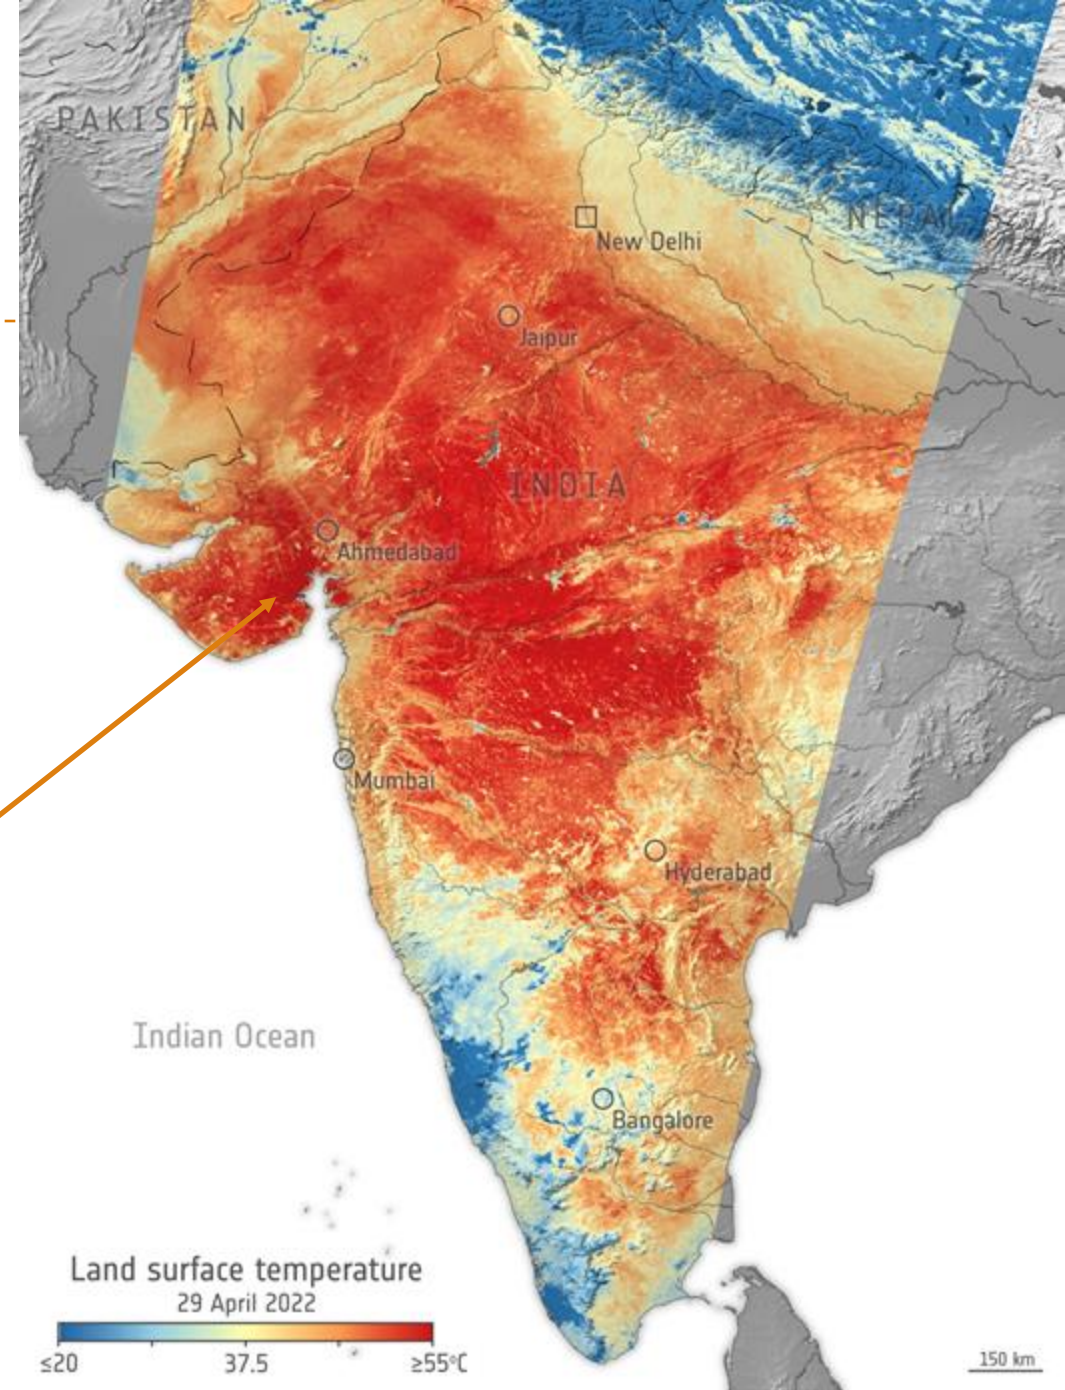 PAKISTAN
NEPAL
New Delhi
Jaipur
INDIA
Ahmedabad
Mumbai
Hyderabad
Indian Ocean
Bangalore
Land surface temperature
29 April 2022
≤20 37.5 ≥55°C
150 km